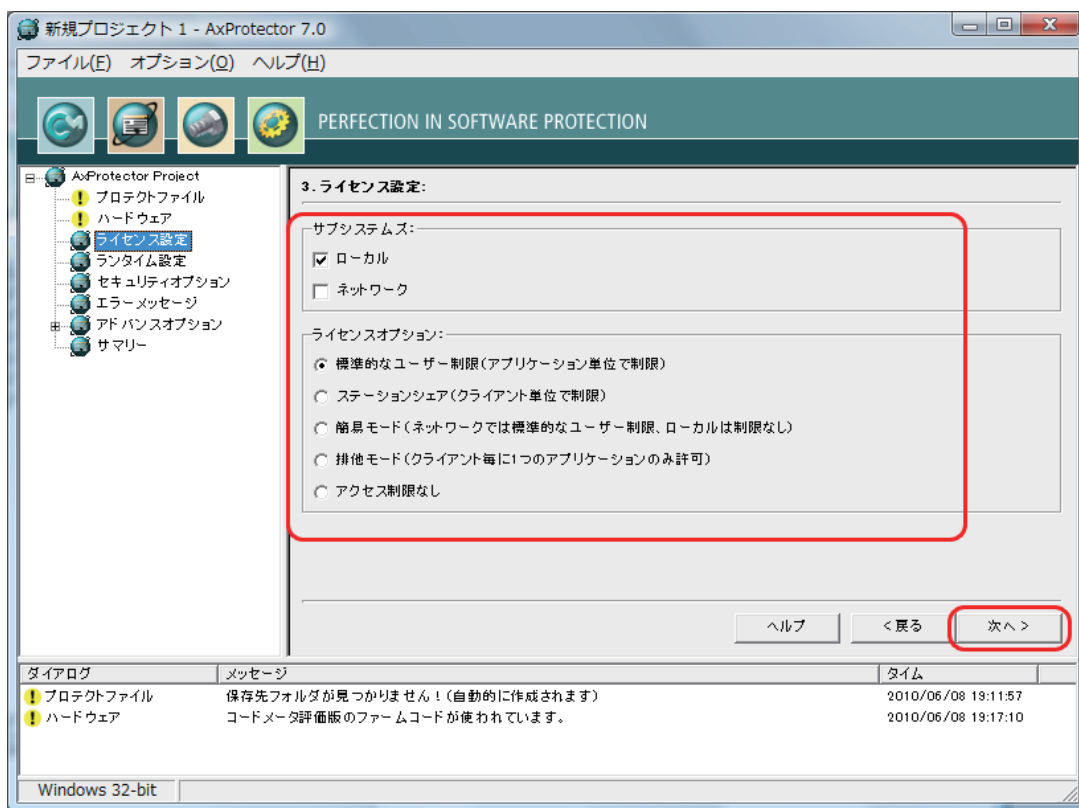 新規プロジェクト 1 - AxProtector 7.0
ファイル(F) オプション(O) ヘルプ(H)
PERFECTION IN SOFTWARE PROTECTION
AxProtector Project
プロテクトファイル
ハードウェア
ライセンス設定
ランタイム設定
セキュリティオプション
エラーメッセージ
アドバンスオプション
サマリー
3.ライセンス設定:
サブシステムズ:
ローカル
ネットワーク
ライセンスオプション:
標準的なユーザー制限(アプリケーション単位で制限)
ステーションシェア(クライアント単位で制限)
簡易モード(ネットワークでは標準的なユーザー制限、ローカルは制限なし)
排他モード(クライアント毎に1つのアプリケーションのみ許可)
アクセス制限なし
ヘルプ <戻る 次へ>
ダイアログ メッセージ タイム
プロテクトファイル 保存先フォルダが見つかりません!(自動的に作成されます) 2010/06/08 19:11:57
ハードウェア コードメータ評価版のファームコードが使われています。 2010/06/08 19:17:10
Windows 32-bit